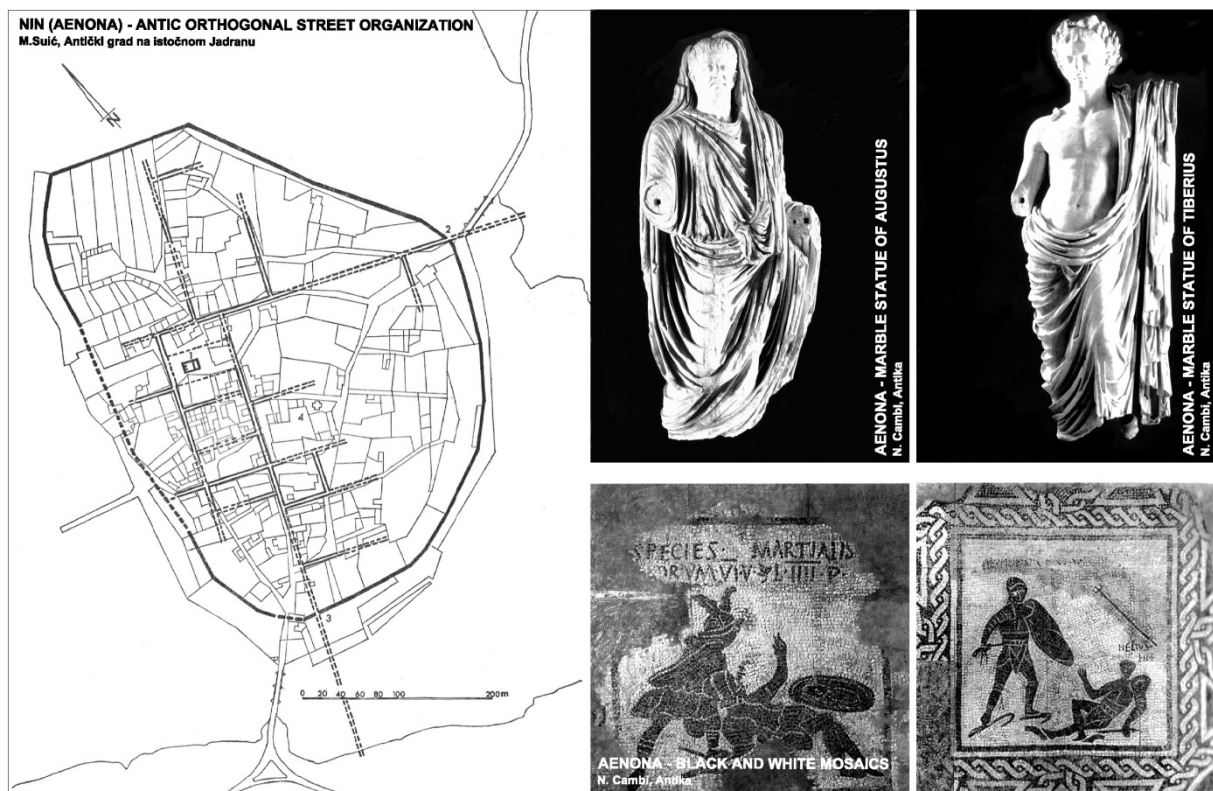 NIN (AENONA) - ANTIC ORTHOGONAL STREET ORGANIZATION
M.Suić, Antički grad na istočnom Jadranu
N
2
1
4
3
0 20 40 60 80 100 200 m
AENONA - MARBLE STATUE OF AUGUSTUS
N. Cambi, Antika
AENONA - MARBLE STATUE OF TIBERIUS
N. Cambi, Antika
SPECIES MARTIALIS
AENONA - BLACK AND WHITE MOSAICS
N. Cambi, Antika